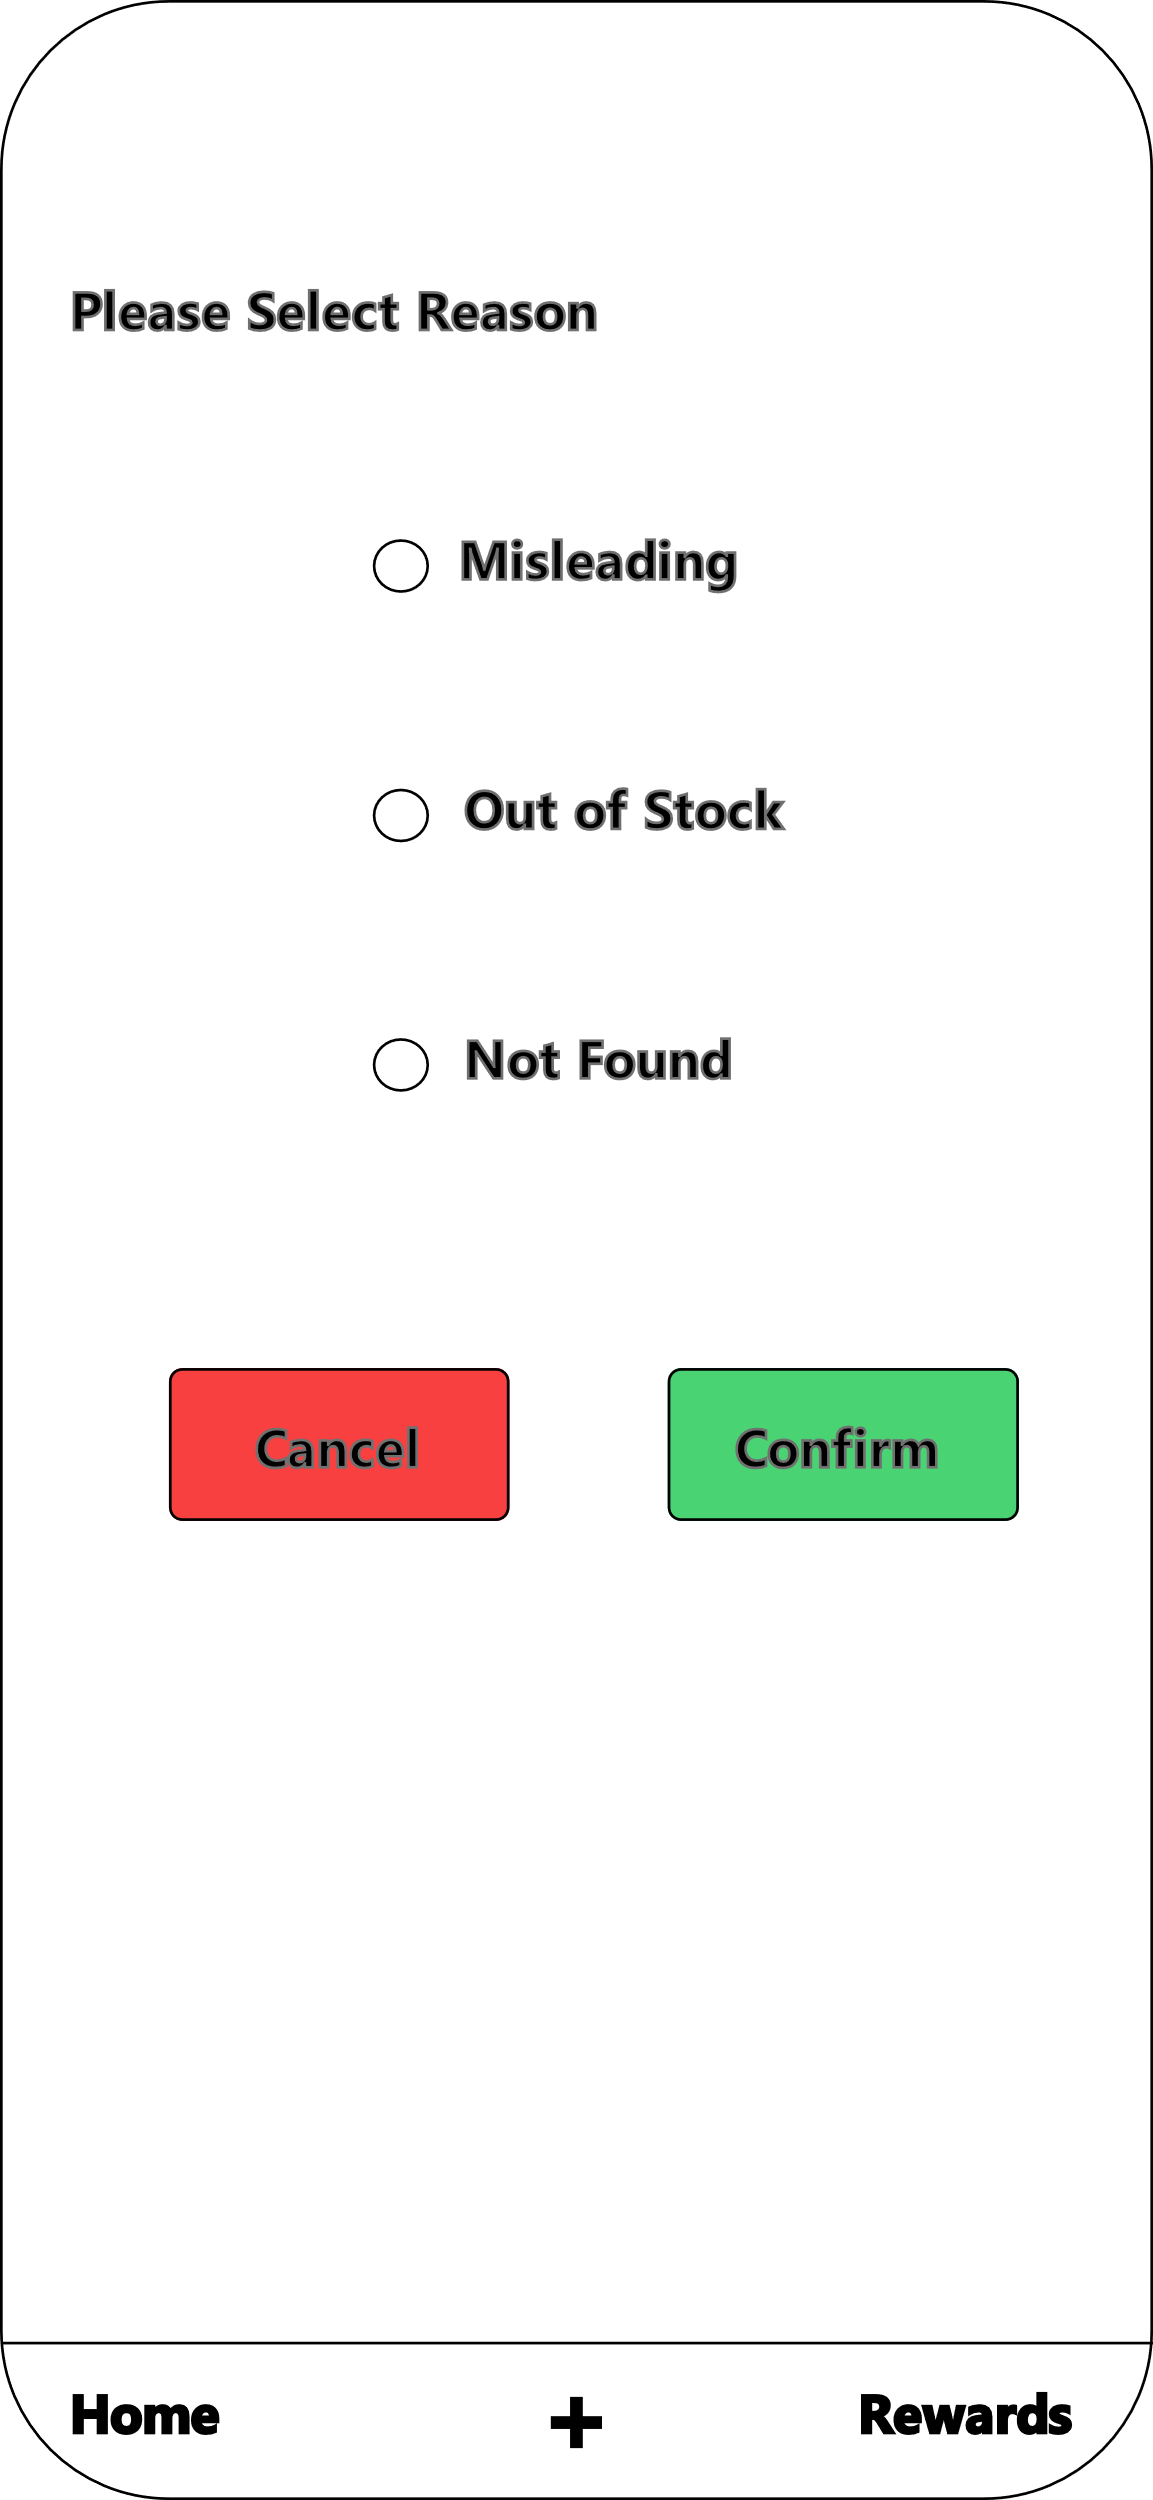 Please Select Reason
Misleading
Out of Stock
Not Found
Cancel Confirm
Home + Rewards